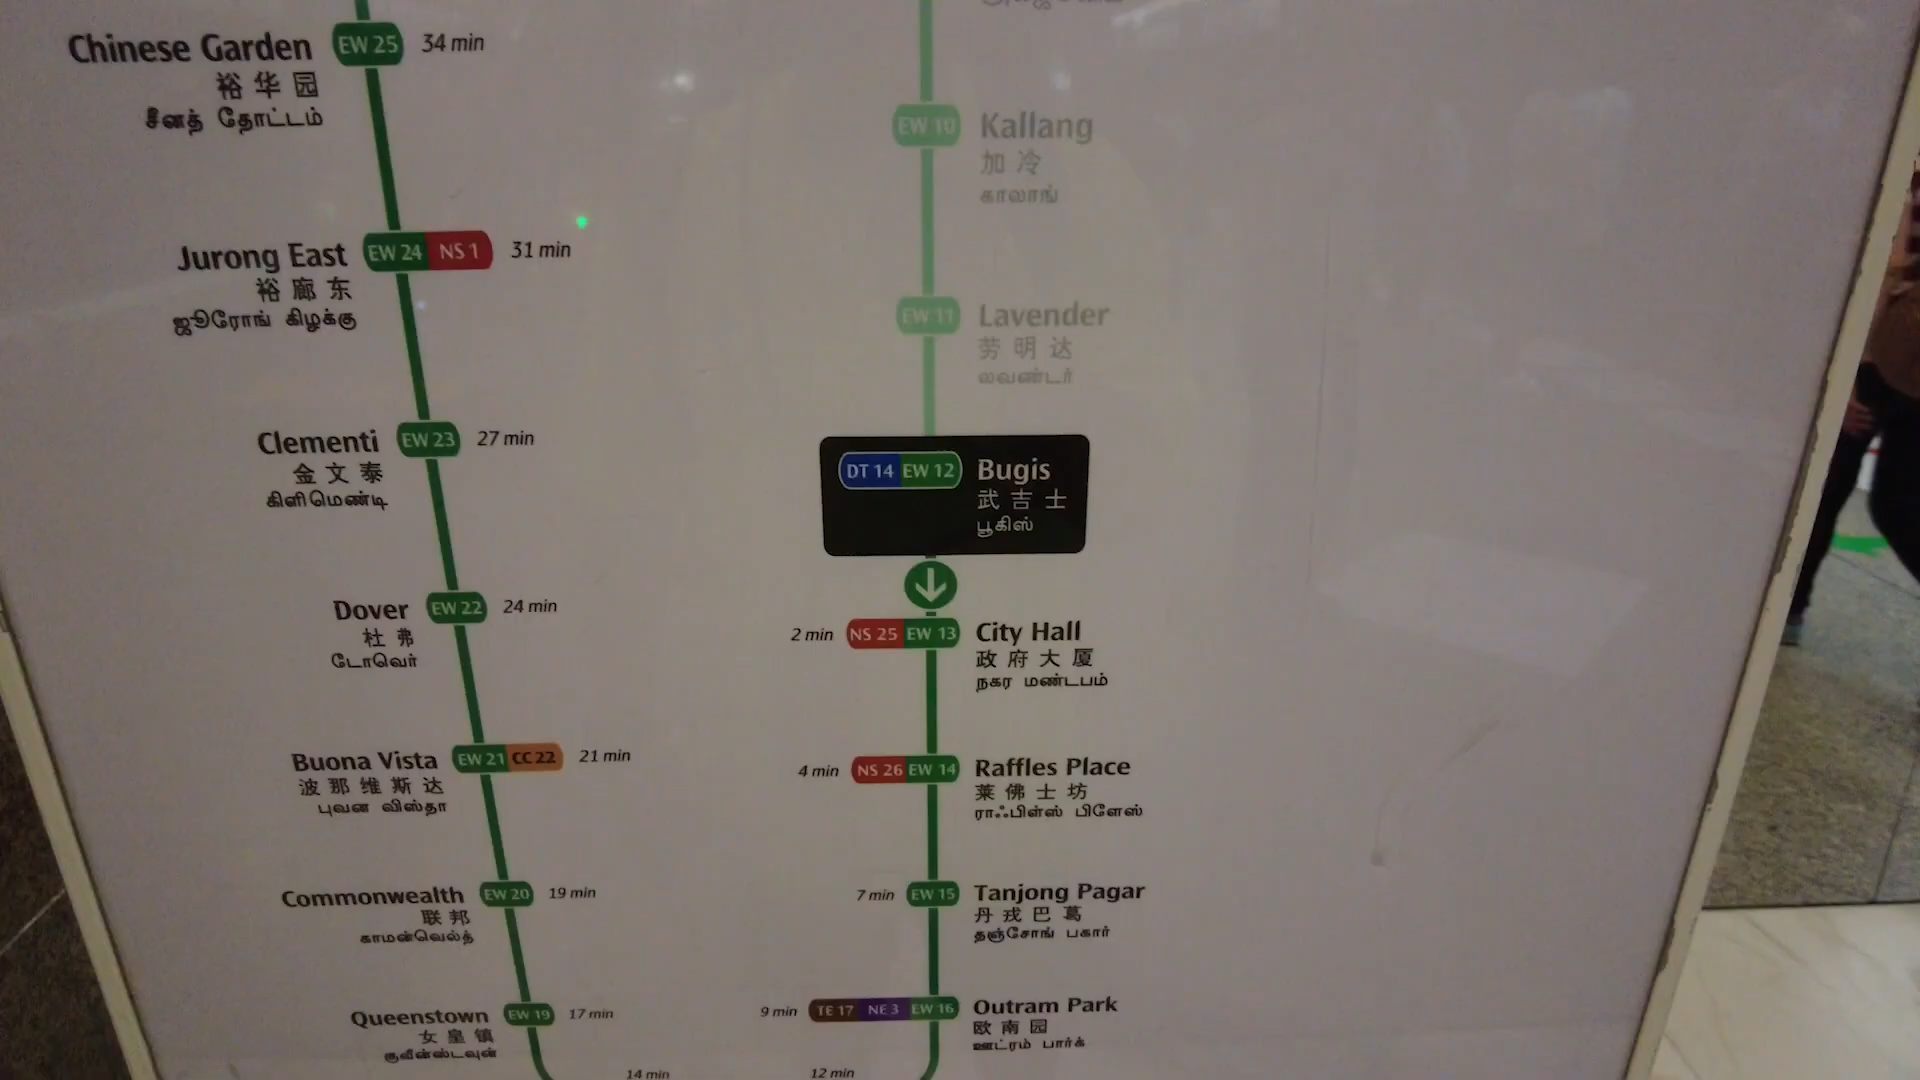 Chinese Garden EW 25 34 min
裕华园
சீனத் தோட்டம்
Jurong East EW 24 NS 1 31 min
裕廊东
ஜூரோங் கிழக்கு
Clementi EW 23 27 min
金文泰
கிளிமெண்டி
Dover EW 22 24 min
杜弗
டோவெர்
Buona Vista EW 21 CC 22 21 min
波那维斯达
புவன விஸ்தா
Commonwealth EW 20 19 min
联邦
காமன்வெல்த்
Queenstown EW 19 17 min
女皇镇
குவீன்ஸ்டவுன்
14 min
EW 10 Kallang
加冷
காலாங்
EW 11 Lavender
劳明达
லவண்டர்
DT 14 EW 12 Bugis
武吉士
பூகிஸ்
2 min NS 25 EW 13 City Hall
政府大厦
நகர மண்டபம்
4 min NS 26 EW 14 Raffles Place
莱佛士坊
ராஃபிள்ஸ் பிளேஸ்
7 min EW 15 Tanjong Pagar
丹戎巴葛
தஞ்சோங் பகார்
9 min TE 17 NE 3 EW 16 Outram Park
欧南园
ஊட்ரம் பார்க்
12 min